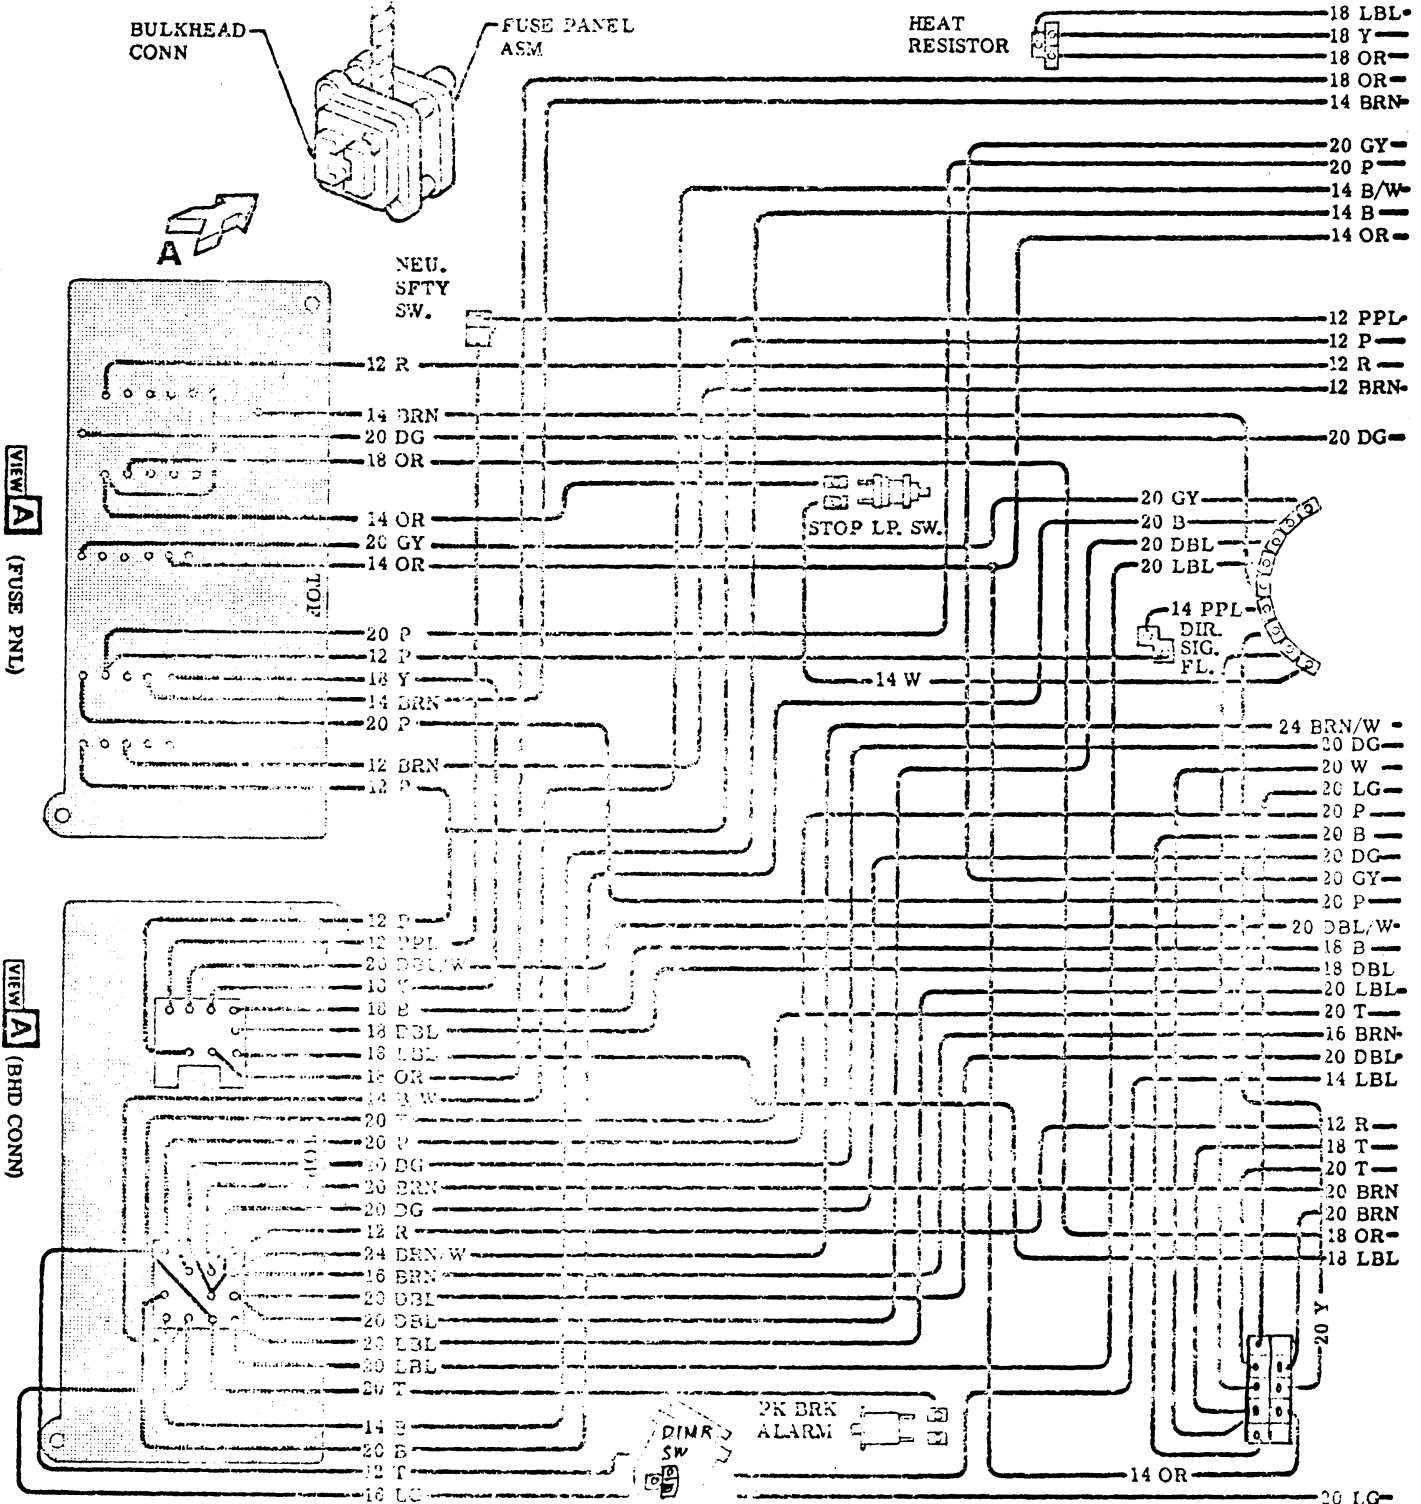 BULKHEAD
CONN
FUSE PANEL
ASM
HEAT
RESISTOR
18 LBL
18 Y
18 OR
18 OR
14 BRN
20 GY
20 P
14 B/W
14 B
14 OR
A
NEU.
SFTY
SW.
12 PPL
12 P
12 R
12 BRN
20 DG
12 R
14 BRN
20 DG
18 OR
14 OR
20 GY
14 OR
TOP
20 P
12 P
18 Y
14 BRN
20 P
12 BRN
12 P
VIEW A (FUSE PNL)
STOP LP. SW.
20 GY
20 B
20 DBL
20 LBL
14 PPL
DIR.
SIG.
FL.
14 W
24 BRN/W
20 DG
20 W
20 LG
20 P
20 B
20 DG
20 GY
20 P
20 DBL/W
18 B
18 DBL
20 LBL
20 T
16 BRN
20 DBL
14 LBL
12 R
18 T
20 T
20 BRN
20 BRN
18 OR
18 LBL
20 Y
VIEW A (BHD CONN)
12 P
12 PPL
20 DBL/W
18 B
18 DBL
18 LBL
18 OR
14 B/W
20 T
20 P
20 DG
20 BRN
20 DG
12 R
24 BRN/W
16 BRN
20 DBL
20 DBL
20 LBL
20 LBL
20 T
14 B
20 B
12 T
16 LG
DIMR
SW
PK BRK
ALARM
14 OR
20 LG